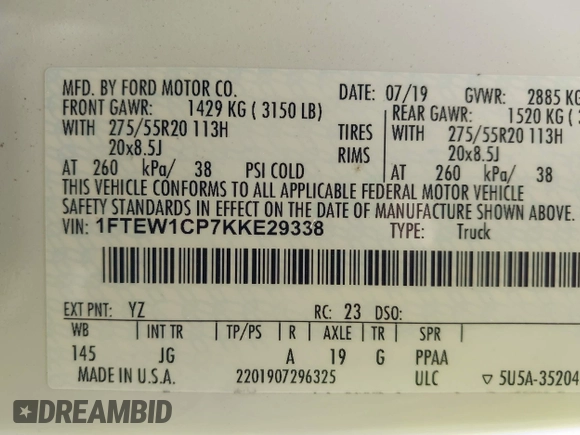 MFD. BY FORD MOTOR CO. DATE: 07/19 GVWR: 2885 KG
FRONT GAWR: 1429 KG ( 3150 LB) REAR GAWR: 1520 KG (
WITH 275/55R20 113H TIRES WITH 275/55R20 113H
20x8.5J RIMS 20x8.5J
AT 260 kPa/ 38 PSI COLD AT 260 kPa/ 38
THIS VEHICLE CONFORMS TO ALL APPLICABLE FEDERAL MOTOR VEHICLE
SAFETY STANDARDS IN EFFECT ON THE DATE OF MANUFACTURE SHOWN ABOVE.
VIN: 1FTEW1CP7KKE29338 TYPE: Truck
EXT PNT: YZ RC: 23 DSO:
WB INT TR TP/PS R AXLE TR SPR
145 JG A 19 G PPAA
MADE IN U.S.A. 2201907296325 ULC ▽ 5U5A-35204
DREAMBID